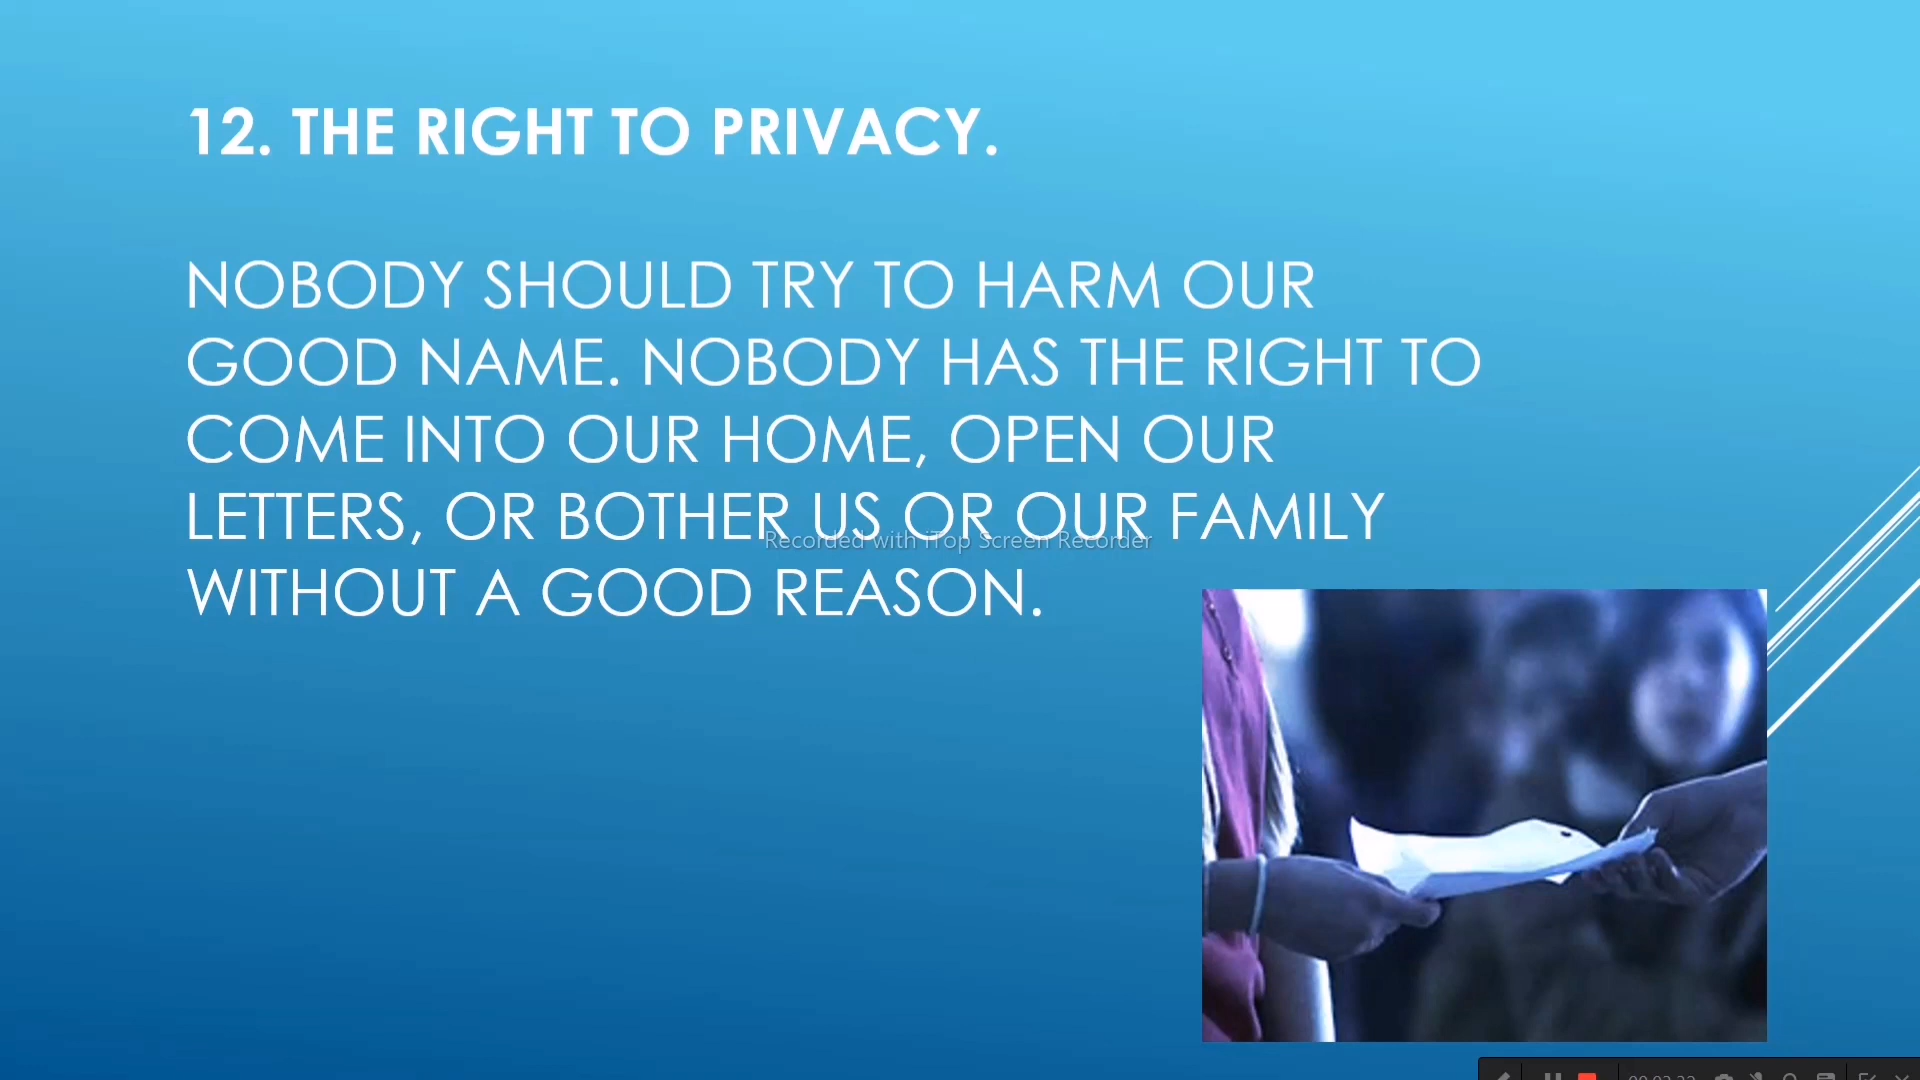 12. THE RIGHT TO PRIVACY.
NOBODY SHOULD TRY TO HARM OUR
GOOD NAME. NOBODY HAS THE RIGHT TO
COME INTO OUR HOME, OPEN OUR
LETTERS, OR BOTHER US OR OUR FAMILY
Recorded with iTop Screen Recorder
WITHOUT A GOOD REASON.